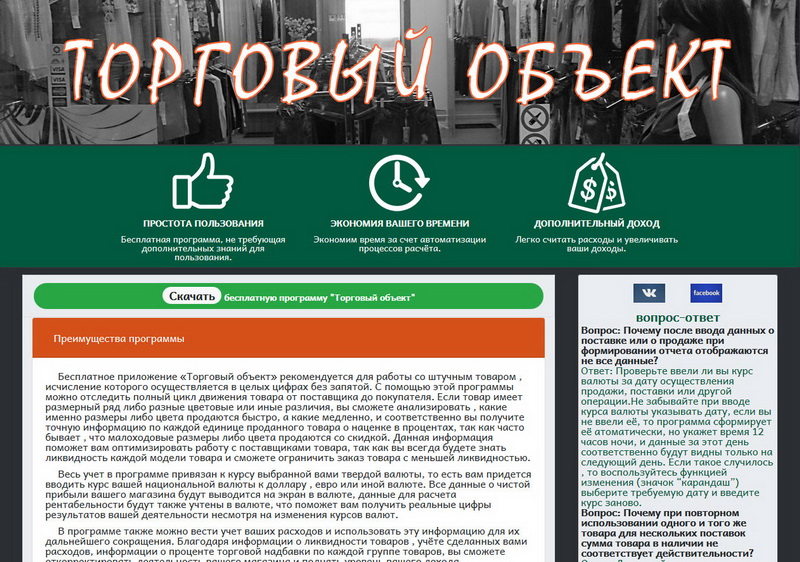 ТОРГОВЫЙ ОБЪЕКТ
ПРОСТОТА ПОЛЬЗОВАНИЯ
Бесплатная программа, не требующая
дополнительных знаний для
пользования.
ЭКОНОМИЯ ВАШЕГО ВРЕМЕНИ
Экономим время за счет автоматизации
процессов расчёта.
ДОПОЛНИТЕЛЬНЫЙ ДОХОД
Легко считать расходы и увеличивать
ваши доходы.
Скачать бесплатную программу "Торговый объект"
Преимущества программы
Бесплатное приложение «Торговый объект» рекомендуется для работы со штучным товаром ,
исчисление которого осуществляется в целых цифрах без запятой. С помощью этой программы
можно отследить полный цикл движения товара от поставщика до покупателя. Если товар имеет
размерный ряд либо разные цветовые или иные различия, вы сможете анализировать , какие
именно размеры либо цвета продаются быстро, а какие медленно, и соответственно вы получите
точную информацию по каждой единице проданного товара о наценке в процентах, так как часто
бывает , что малоходовые размеры либо цвета продаются со скидкой. Данная информация
поможет вам оптимизировать работу с поставщиками товара, так как вы всегда будете знать
ликвидность каждой модели товара и сможете ограничить заказ товара с меньшей ликвидностью.
Весь учет в программе привязан к курсу выбранной вами твердой валюты, то есть вам придется
вводить курс вашей национальной валюты к доллару , евро или иной валюте. Все данные о чистой
прибыли вашего магазина будут выводится на экран в валюте, данные для расчета
рентабельности будут также учтены в валюте, что поможет вам получить реальные цифры
результатов вашей деятельности несмотря на изменения курсов валют.
В программе также можно вести учет ваших расходов и использовать эту информацию для их
дальнейшего сокращения. Благодаря информации о ликвидности товаров , учёте сделанных вами
расходов, информации о проценте торговой надбавки по каждой группе товаров, вы сможете
откорректировать деятельность вашего магазина и поднять уровень вашего дохода.
facebook
вопрос-ответ
Вопрос: Почему после ввода данных о
поставке или о продаже при
формировании отчета отображаются
не все данные?
Ответ: Проверьте ввели ли вы курс
валюты за дату осуществления
продажи, поставки или другой
операции.Не забывайте при вводе
курса валюты указывать дату, если вы
не ввели её, то программа сформирует
её атоматически, но укажет время 12
часов ночи, и данные за этот день
соответственно будут видны только на
следующий день. Если такое случилось
, то воспользуйтесь функцией
изменения (значок “карандаш”)
выберите требуемую дату и введите
курс заново.
Вопрос: Почему при повторном
использовании одного и того же
товара для нескольких поставок
сумма товара в наличии не
соответствует действительности?